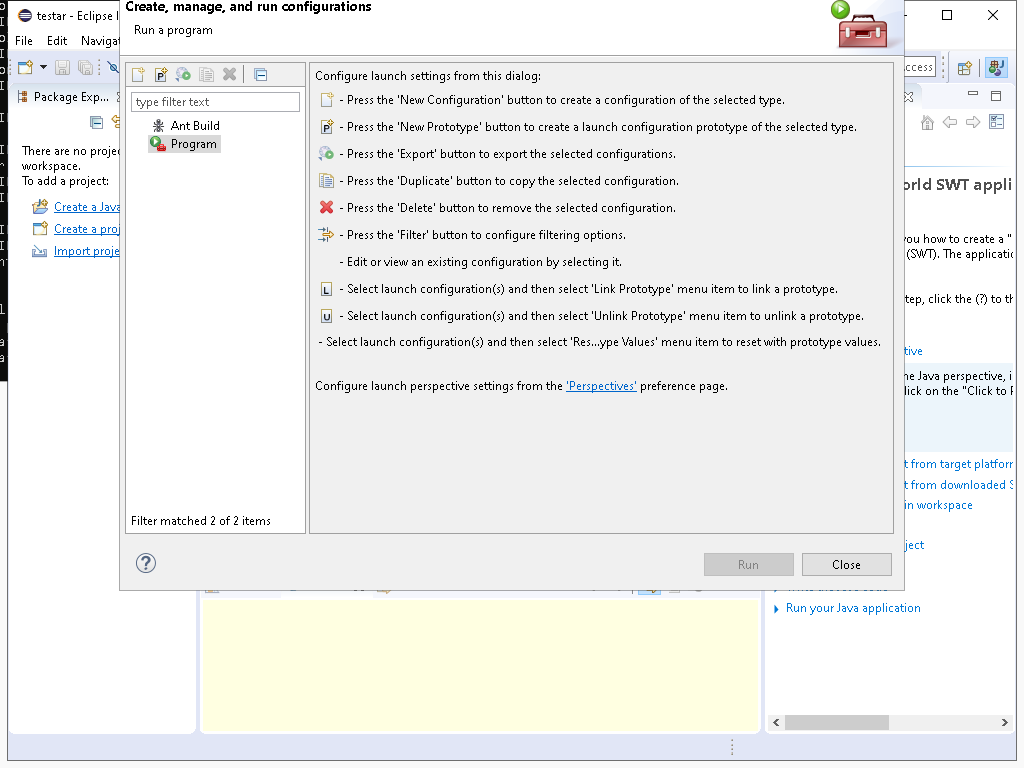 Create, manage, and run configurations
Run a program
testar - Eclipse I
File Edit Navigat
Package Exp...
There are no proje
workspace.
To add a project:
Create a Java
Create a proj
Import proje
type filter text
Ant Build
Program
Filter matched 2 of 2 items
Configure launch settings from this dialog:
- Press the 'New Configuration' button to create a configuration of the selected type.
P - Press the 'New Prototype' button to create a launch configuration prototype of the selected type.
- Press the 'Export' button to export the selected configurations.
- Press the 'Duplicate' button to copy the selected configuration.
- Press the 'Delete' button to remove the selected configuration.
- Press the 'Filter' button to configure filtering options.
- Edit or view an existing configuration by selecting it.
L - Select launch configuration(s) and then select 'Link Prototype' menu item to link a prototype.
U - Select launch configuration(s) and then select 'Unlink Prototype' menu item to unlink a prototype.
- Select launch configuration(s) and then select 'Res...ype Values' menu item to reset with prototype values.
Configure launch perspective settings from the 'Perspectives' preference page.
Run
Close
ccess
orld SWT appli
you how to create a "
(SWT). The applicatio
tep, click the (?) to th
tive
he Java perspective, i
lick on the "Click to P
t from target platforn
t from downloaded S
in workspace
ject
Run your Java application